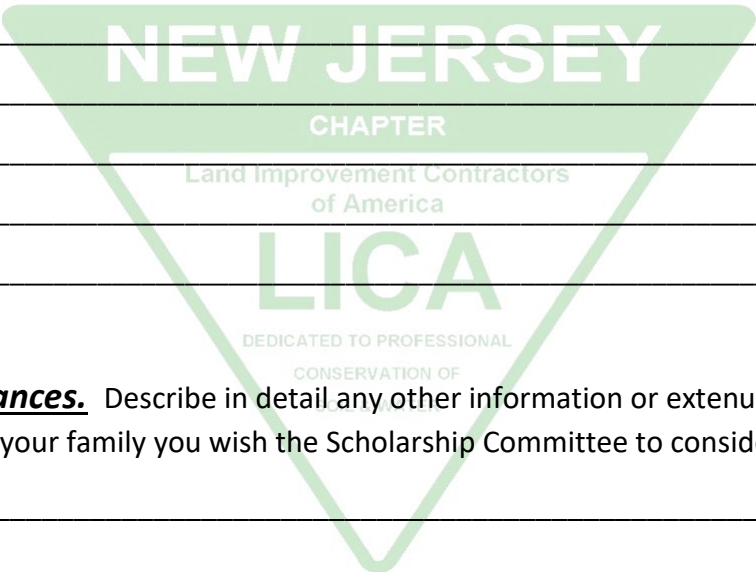 NEW JERSEY
CHAPTER
Land Improvement Contractors
of America
LICA
DEDICATED TO PROFESSIONAL
CONSERVATION OF
ances. Describe in detail any other information or extenu
your family you wish the Scholarship Committee to consid